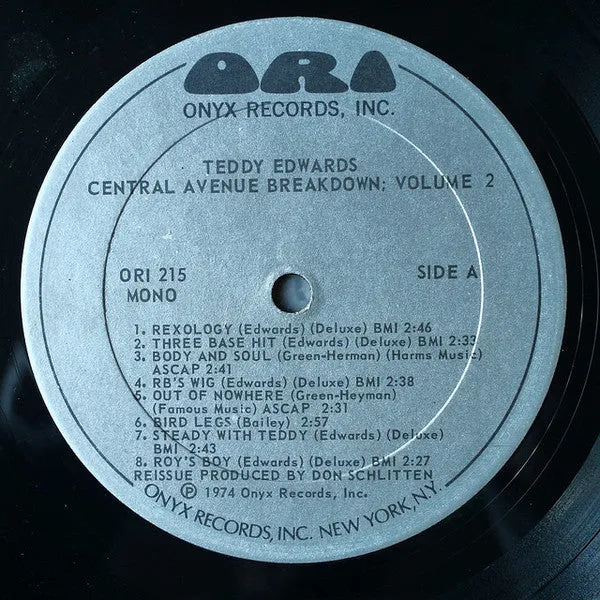 ORI
ONYX RECORDS, INC.
TEDDY EDWARDS
CENTRAL AVENUE BREAKDOWN; VOLUME 2
ORI 215
MONO
SIDE A
1. REXOLOGY (Edwards) (Deluxe) BMI 2:46
2. THREE BASE HIT (Edwards) (Deluxe) BMI 2:33
3. BODY AND SOUL (Green-Herman) (Harms Music)
ASCAP 2:41
4. RB'S WIG (Edwards) (Deluxe) BMI 2:38
5. OUT OF NOWHERE (Green-Heyman)
(Famous Music) ASCAP 2:31
6. BIRD LEGS (Bailey) 2:57
7. STEADY WITH TEDDY (Edwards) (Deluxe)
BMI 2:43
8. ROY'S BOY (Edwards) (Deluxe) BMI 2:27
REISSUE PRODUCED BY DON SCHLITTEN
℗ 1974 Onyx Records, Inc.
ONYX RECORDS, INC. NEW YORK, N.Y.